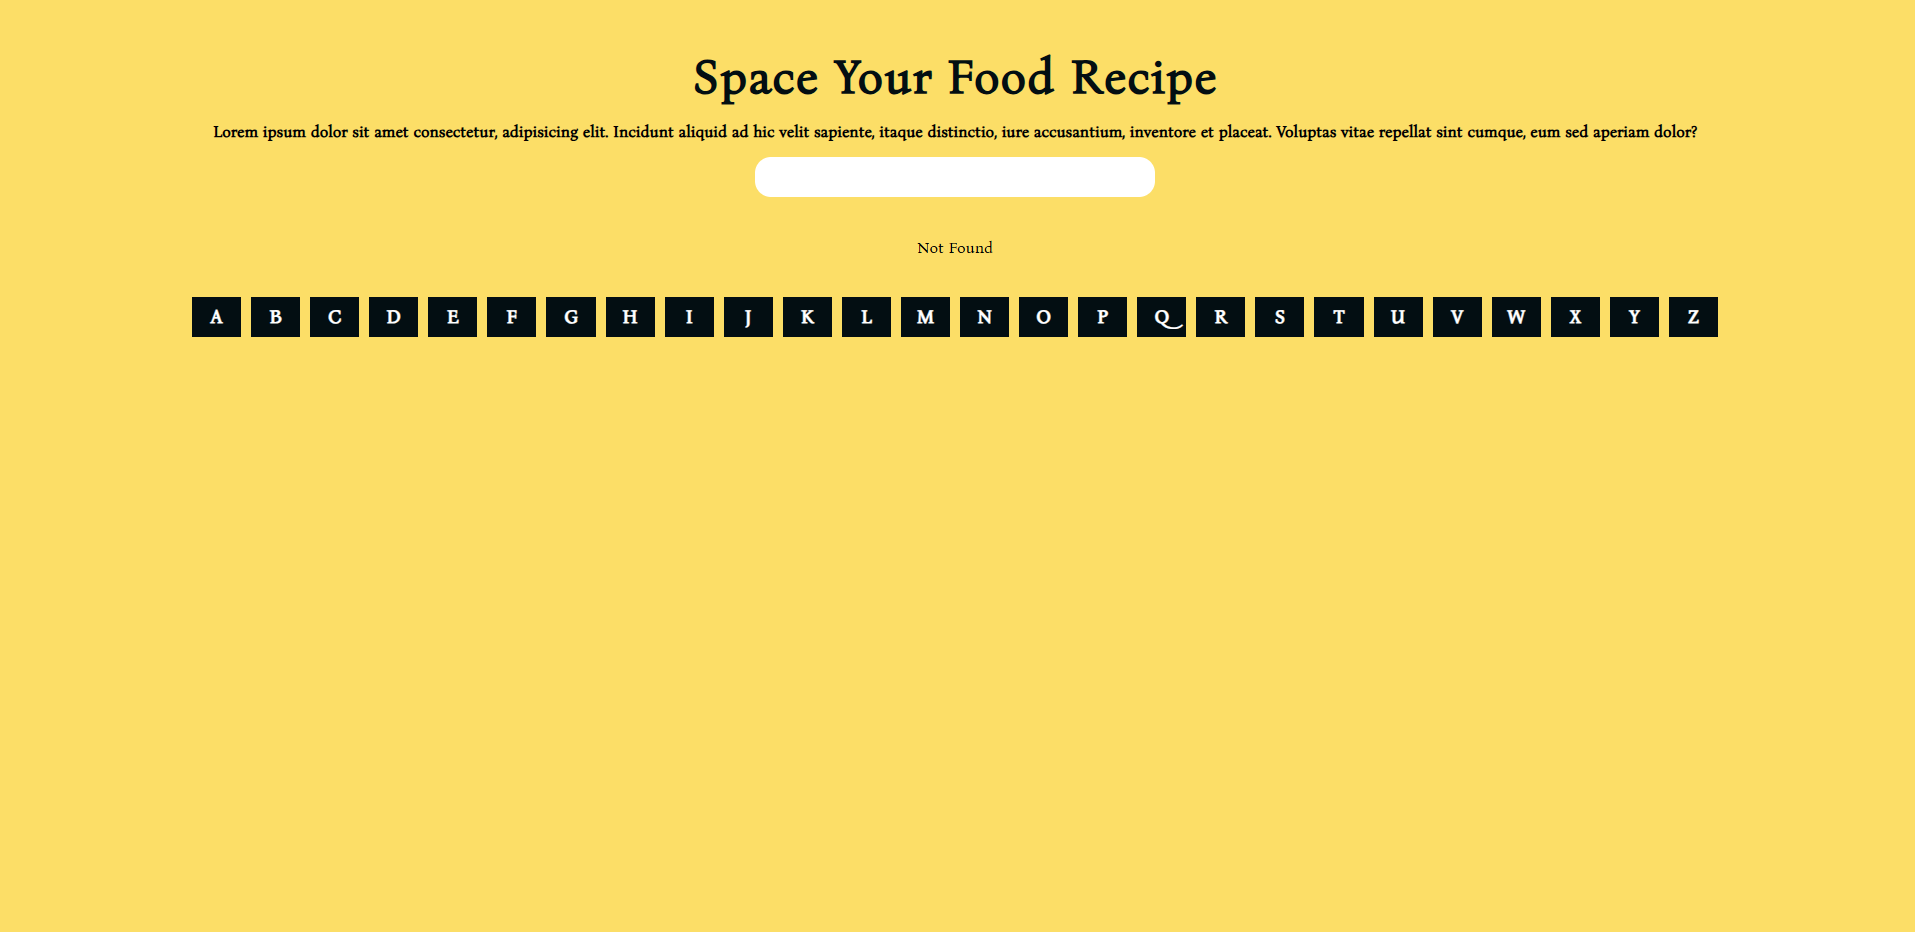 Space Your Food Recipe
Lorem ipsum dolor sit amet consectetur, adipisicing elit. Incidunt aliquid ad hic velit sapiente, itaque distinctio, iure accusantium, inventore et placeat. Voluptas vitae repellat sint cumque, eum sed aperiam dolor?
Not Found
A B C D E F G H I J K L M N O P Q R S T U V W X Y Z